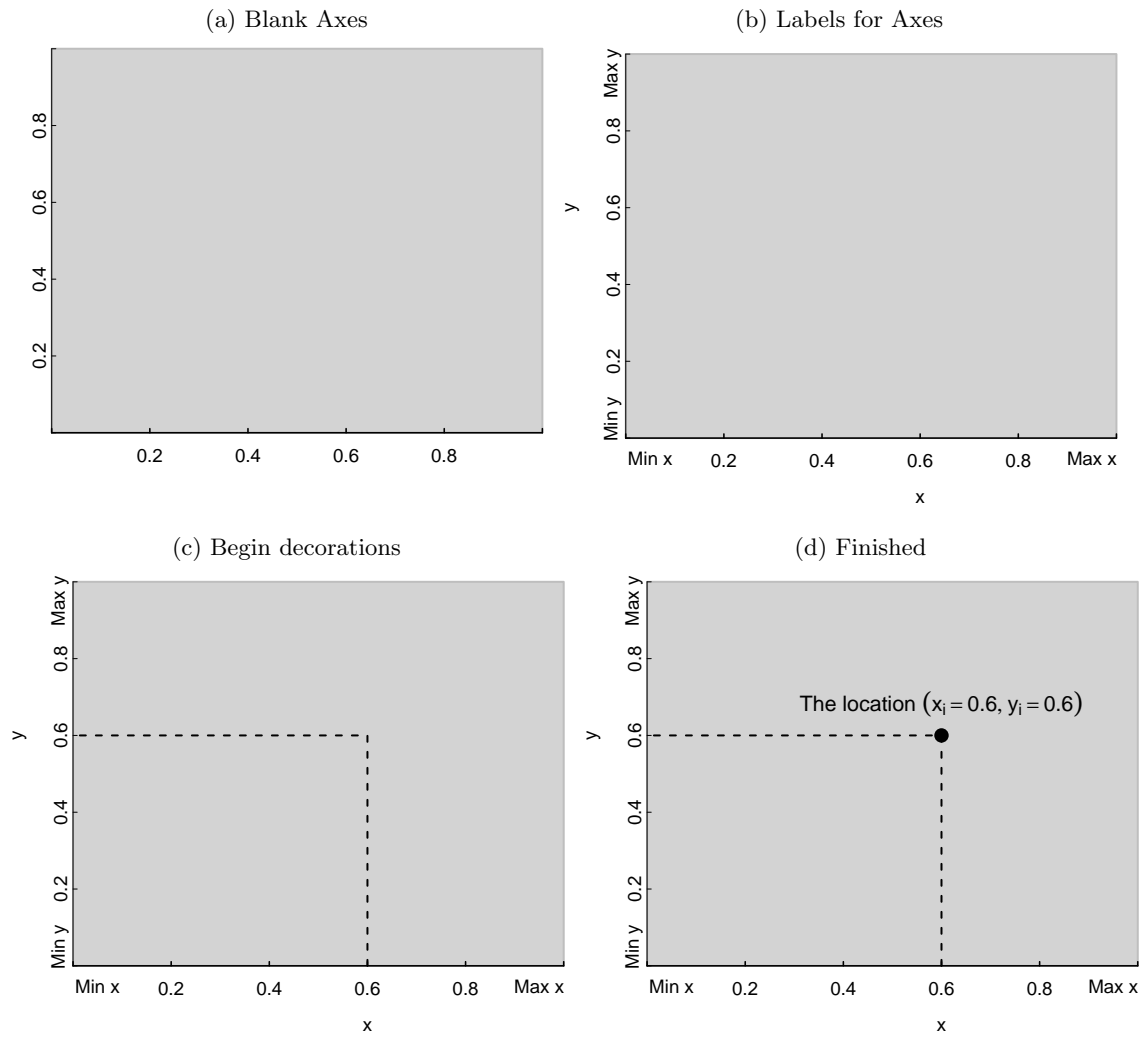 (a) Blank Axes
0.8
0.6
0.4
0.2
0.2 0.4 0.6 0.8
(b) Labels for Axes
Max y
0.8
0.6
0.4
0.2
Min y
y
Min x 0.2 0.4 0.6 0.8 Max x
x
(c) Begin decorations
Max y
0.8
0.6
0.4
0.2
Min y
y
Min x 0.2 0.4 0.6 0.8 Max x
x
(d) Finished
Max y
0.8
0.6
0.4
0.2
Min y
y
The location (xᵢ = 0.6, yᵢ = 0.6)
Min x 0.2 0.4 0.6 0.8 Max x
x